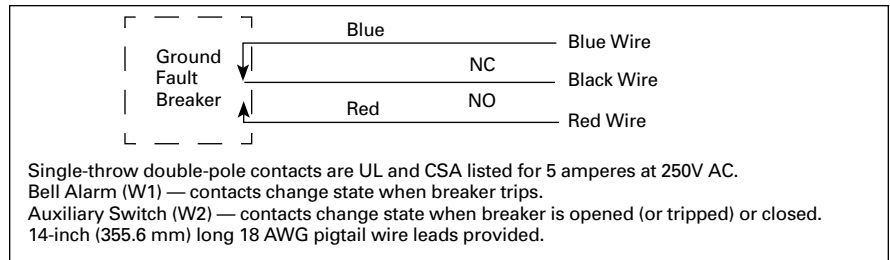 Blue
Blue Wire
Ground
Fault
Breaker
NC
Black Wire
NO
Red
Red Wire
Single-throw double-pole contacts are UL and CSA listed for 5 amperes at 250V AC.
Bell Alarm (W1) — contacts change state when breaker trips.
Auxiliary Switch (W2) — contacts change state when breaker is opened (or tripped) or closed.
14-inch (355.6 mm) long 18 AWG pigtail wire leads provided.